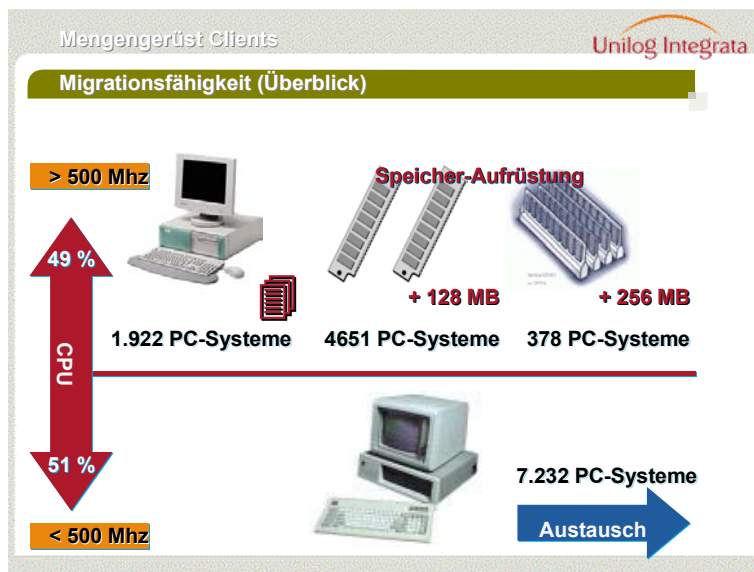 Mengengerüst Clients
Unilog Integrata
Migrationsfähigkeit (Überblick)
> 500 Mhz
Speicher-Aufrüstung
49 %
+ 128 MB
+ 256 MB
1.922 PC-Systeme
4651 PC-Systeme
378 PC-Systeme
CPU
51 %
7.232 PC-Systeme
< 500 Mhz
Austausch